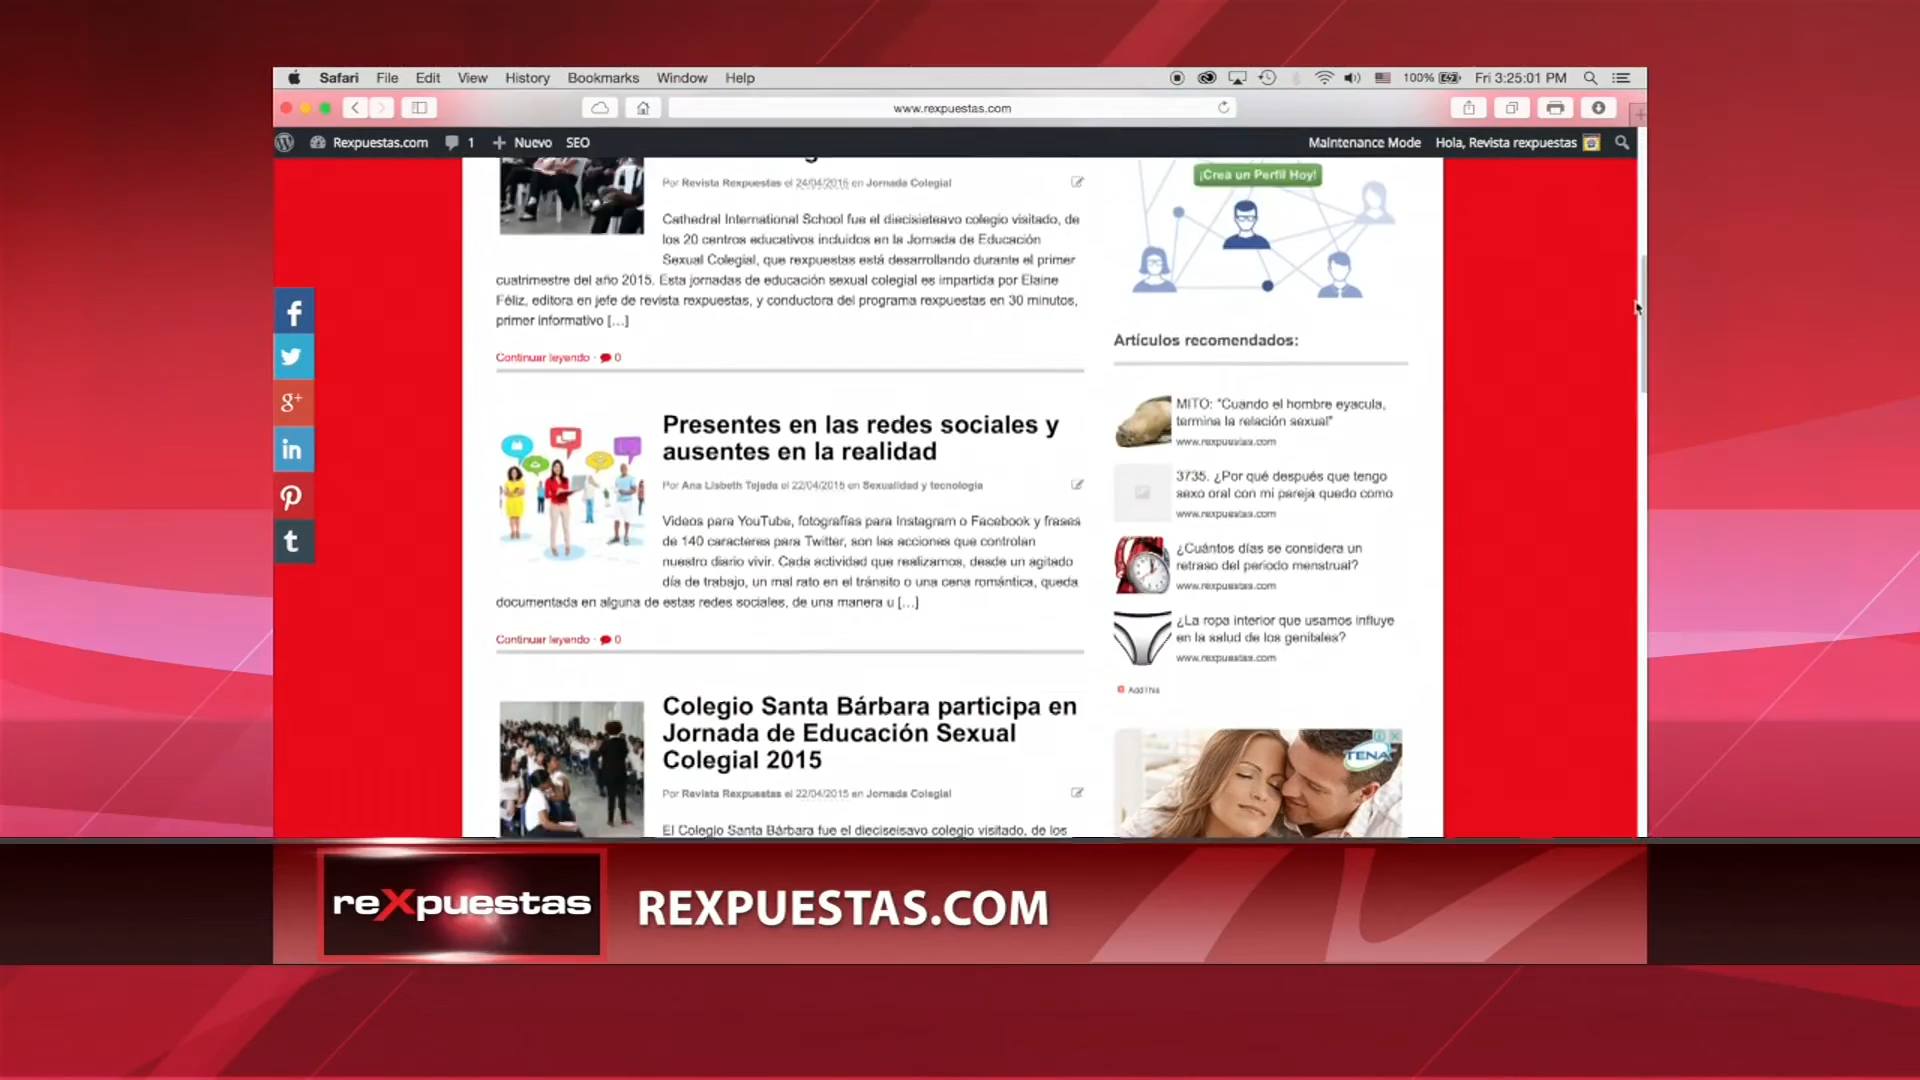 Safari File Edit View History Bookmarks Window Help
100% Fri 3:25:01 PM
www.rexpuestas.com
Rexpuestas.com 1 Nuevo SEO
Maintenance Mode Hola, Revista rexpuestas
Por Revista Rexpuestas el 24/04/2015 en Jornada Colegial
Cathedral International School fue el diecisieteavo colegio visitado, de
los 20 centros educativos incluidos en la Jornada de Educación
Sexual Colegial, que rexpuestas está desarrollando durante el primer
cuatrimestre del año 2015. Esta jornadas de educación sexual colegial es impartida por Elaine
Féliz, editora en jefe de revista rexpuestas, y conductora del programa rexpuestas en 30 minutos,
primer informativo [...]
Continuar leyendo · 0
Presentes en las redes sociales y
ausentes en la realidad
Por Ana Lisbeth Tejada el 22/04/2015 en Sexualidad y tecnología
Videos para YouTube, fotografías para Instagram o Facebook y frases
de 140 caracteres para Twitter, son las acciones que controlan
nuestro diario vivir. Cada actividad que realizamos, desde un agitado
día de trabajo, un mal rato en el tránsito o una cena romántica, queda
documentada en alguna de estas redes sociales, de una manera u [...]
Continuar leyendo · 0
Colegio Santa Bárbara participa en
Jornada de Educación Sexual
Colegial 2015
Por Revista Rexpuestas el 22/04/2015 en Jornada Colegial
El Colegio Santa Bárbara fue el dieciseisavo colegio visitado, de los
¡Crea un Perfil Hoy!
Artículos recomendados:
MITO: "Cuando el hombre eyacula,
termina la relación sexual"
www.rexpuestas.com
3735. ¿Por qué después que tengo
sexo oral con mi pareja quedo como
www.rexpuestas.com
¿Cuántos días se considera un
retraso del periodo menstrual?
www.rexpuestas.com
¿La ropa interior que usamos influye
en la salud de los genitales?
www.rexpuestas.com
AddThis
TENA
f
g+
in
t
reXpuestas
REXPUESTAS.COM